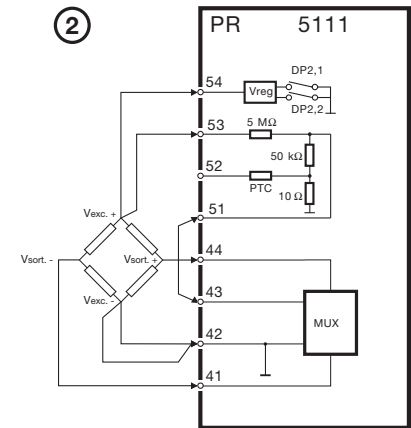 2
PR 5111
DP2,1
54
Vreg
DP2,2
53
5 MΩ
50 kΩ
52
PTC
10 Ω
51
Vexc. +
44
Vsort. -
Vsort. +
43
Vexc. -
MUX
42
41